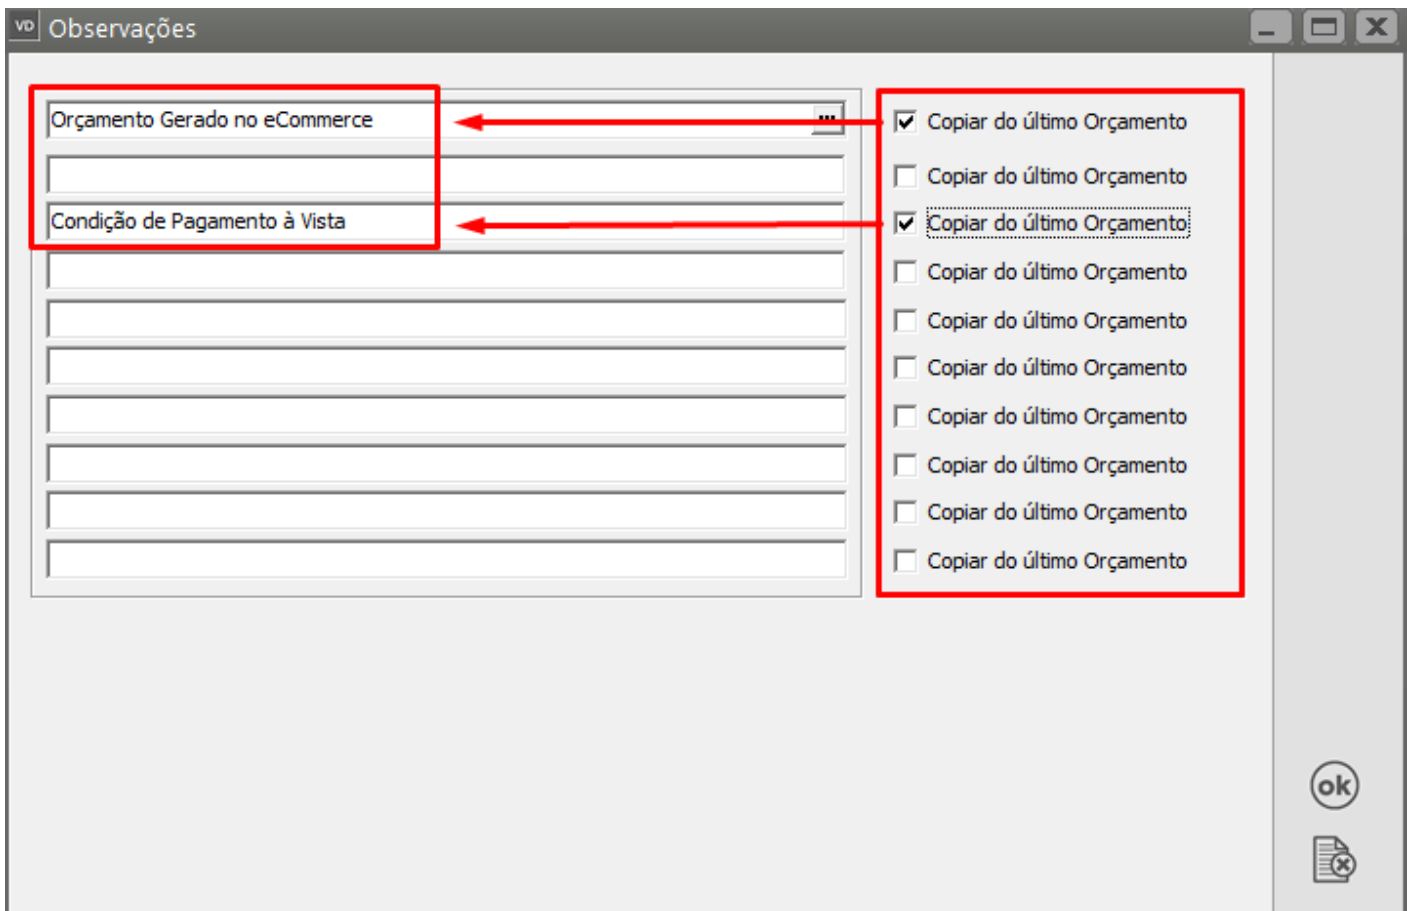 VD Observações
Orçamento Gerado no eCommerce ... Copiar do último Orçamento
Copiar do último Orçamento
Condição de Pagamento à Vista Copiar do último Orçamento
Copiar do último Orçamento
Copiar do último Orçamento
Copiar do último Orçamento
Copiar do último Orçamento
Copiar do último Orçamento
Copiar do último Orçamento
Copiar do último Orçamento
ok